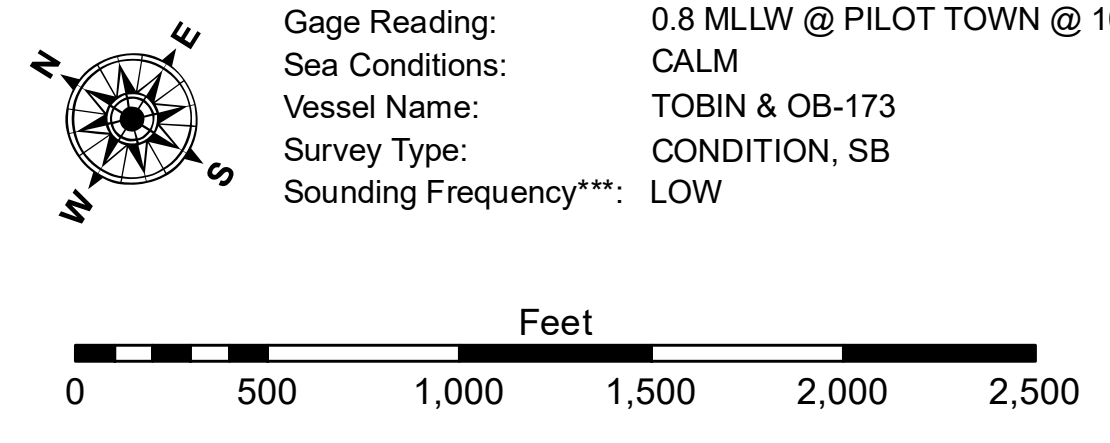 N
E
S
W
Gage Reading: 0.8 MLLW @ PILOT TOWN @
Sea Conditions: CALM
Vessel Name: TOBIN & OB-173
Survey Type: CONDITION, SB
Sounding Frequency***: LOW
Feet
0 500 1,000 1,500 2,000 2,500